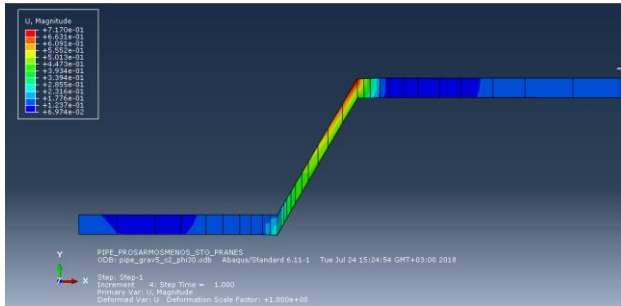 U, Magnitude
+7.170e-01
+6.631e-01
+6.091e-01
+5.552e-01
+5.013e-01
+4.473e-01
+3.934e-01
+3.394e-01
+2.855e-01
+2.316e-01
+1.776e-01
+1.237e-01
+6.974e-02
Y
X
PIPE_PROSARMOSMENOS_STO_PRANES
ODB: pipe_grav5_c2_phi30.odb Abaqus/Standard 6.11-1 Tue Jul 24 15:24:54 GMT+03:00 2018
Step: Step-1
Increment 4: Step Time = 1.000
Primary Var: U, Magnitude
Deformed Var: U Deformation Scale Factor: +1.000e+00